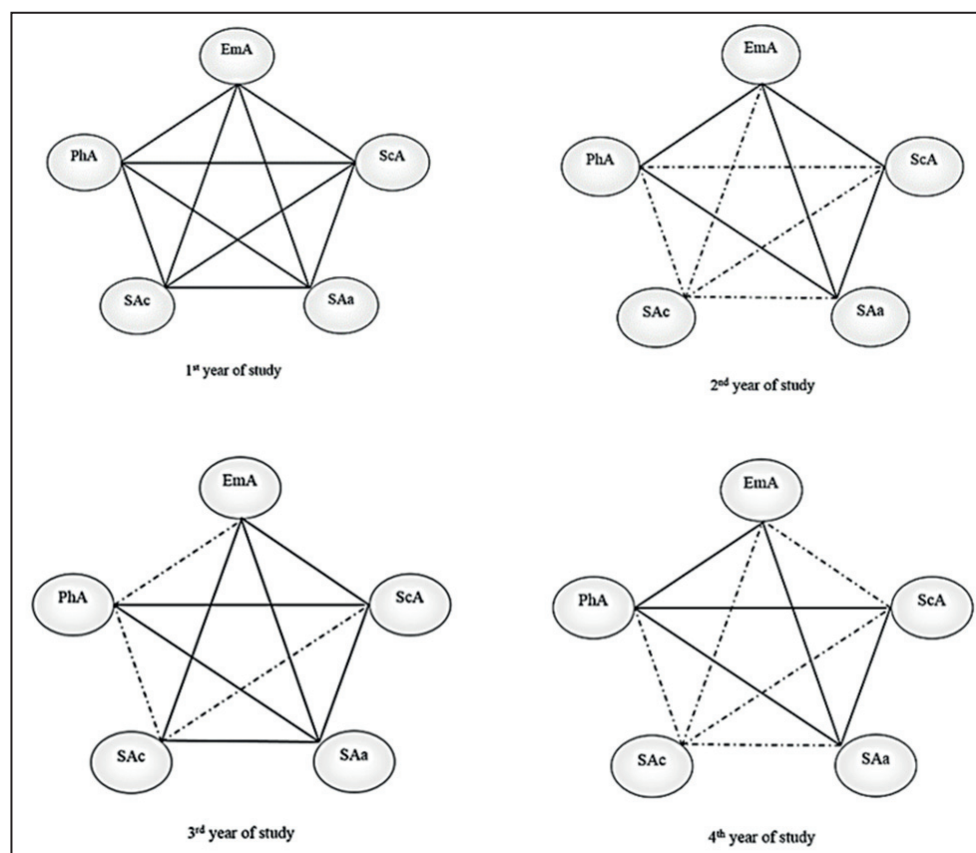 EmA
PhA
ScA
SAc
SAa
1st year of study
EmA
PhA
ScA
SAc
SAa
2nd year of study
EmA
PhA
ScA
SAc
SAa
3rd year of study
EmA
PhA
ScA
SAc
SAa
4th year of study